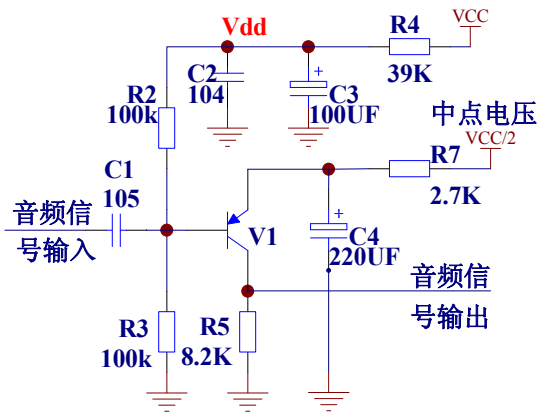 Vdd
R4
VCC
39K
C2
104
C3
100UF
R2
100k
中点电压
VCC/2
R7
2.7K
C1
105
音频信
号输入
V1
C4
220UF
音频信
号输出
R3
100k
R5
8.2K
+
+